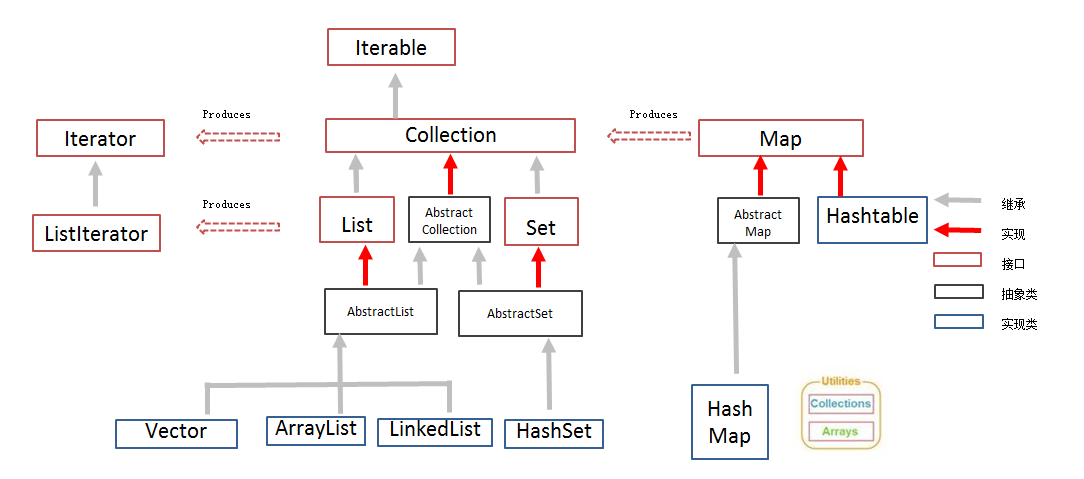 Iterable
Produces
Produces
Iterator
Collection
Map
Produces
ListIterator
List
Abstract
Collection
Set
Abstract
Map
Hashtable
继承
实现
接口
抽象类
实现类
AbstractList
AbstractSet
Vector
ArrayList
LinkedList
HashSet
Hash
Map
Utilities
Collections
Arrays